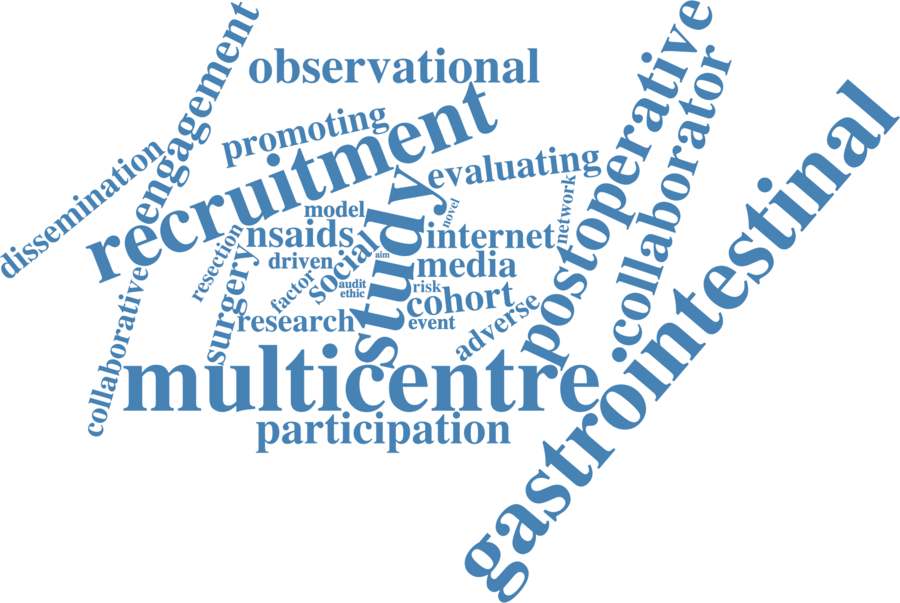 engagement
observational
postoperative
collaborator
promoting
recruitment
dissemination
evaluating
gastrointestinal
study
novel
network
model
nsaids
internet
resection
surgery
driven
social
aim
media
factor
audit
ethic
risk
cohort
collaborative
research
event
adverse
multicentre
participation